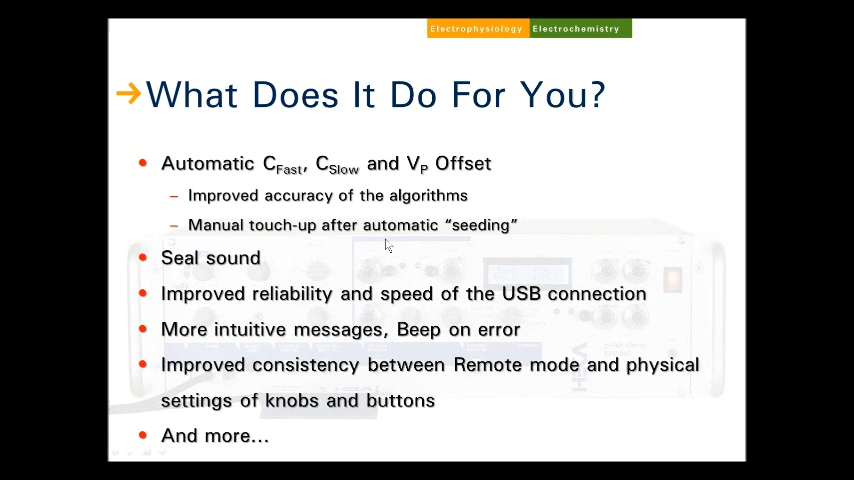 Electrophysiology Electrochemistry
What Does It Do For You?
Automatic CFast, CSlow and VP Offset
– Improved accuracy of the algorithms
– Manual touch-up after automatic “seeding”
Seal sound
Improved reliability and speed of the USB connection
More intuitive messages, Beep on error
Improved consistency between Remote mode and physical
settings of knobs and buttons
And more…